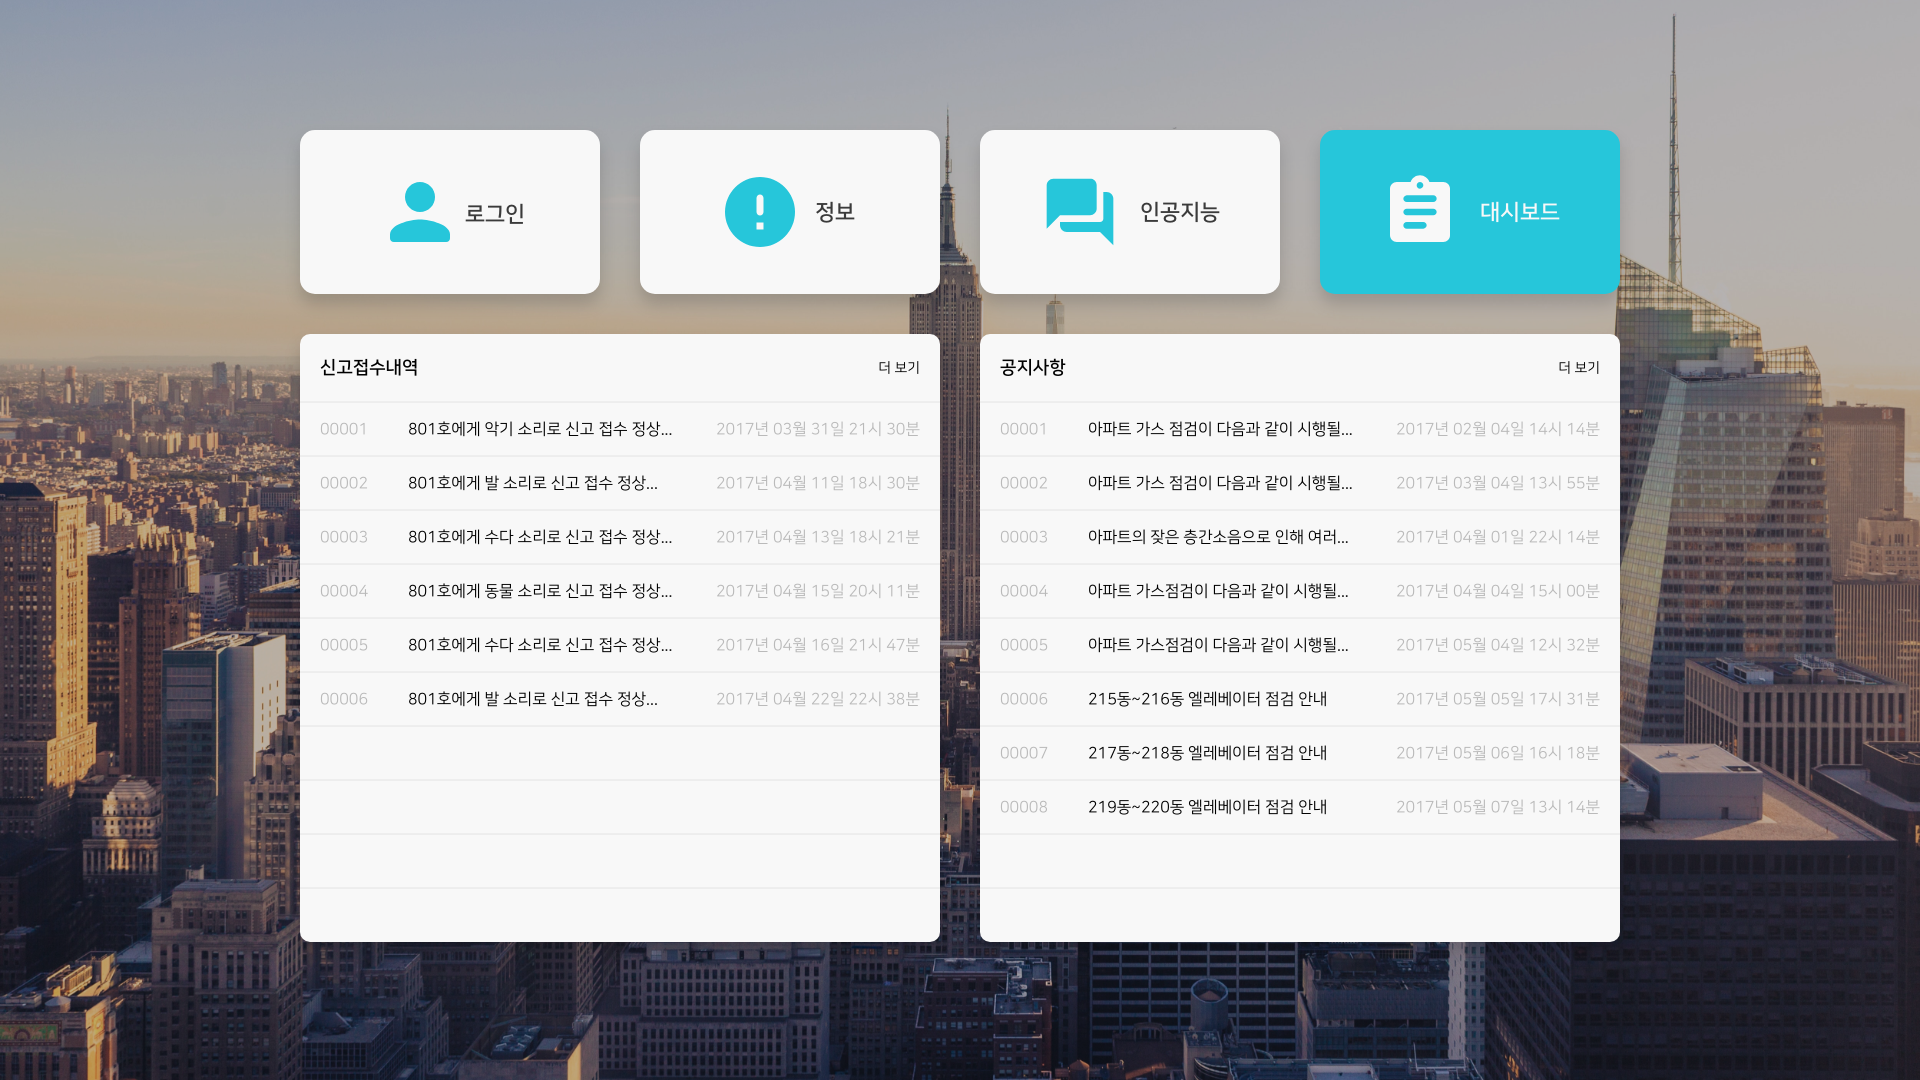 로그인
정보
인공지능
대시보드
신고접수내역 더 보기
00001 801호에게 악기 소리로 신고 접수 정상... 2017년 03월 31일 21시 30분
00002 801호에게 발 소리로 신고 접수 정상... 2017년 04월 11일 18시 30분
00003 801호에게 수다 소리로 신고 접수 정상... 2017년 04월 13일 18시 21분
00004 801호에게 동물 소리로 신고 접수 정상... 2017년 04월 15일 20시 11분
00005 801호에게 수다 소리로 신고 접수 정상... 2017년 04월 16일 21시 47분
00006 801호에게 발 소리로 신고 접수 정상... 2017년 04월 22일 22시 38분
공지사항 더 보기
00001 아파트 가스 점검이 다음과 같이 시행될... 2017년 02월 04일 14시 14분
00002 아파트 가스 점검이 다음과 같이 시행될... 2017년 03월 04일 13시 55분
00003 아파트의 잦은 층간소음으로 인해 여러... 2017년 04월 01일 22시 14분
00004 아파트 가스점검이 다음과 같이 시행될... 2017년 04월 04일 15시 00분
00005 아파트 가스점검이 다음과 같이 시행될... 2017년 05월 04일 12시 32분
00006 215동~216동 엘레베이터 점검 안내 2017년 05월 05일 17시 31분
00007 217동~218동 엘레베이터 점검 안내 2017년 05월 06일 16시 18분
00008 219동~220동 엘레베이터 점검 안내 2017년 05월 07일 13시 14분